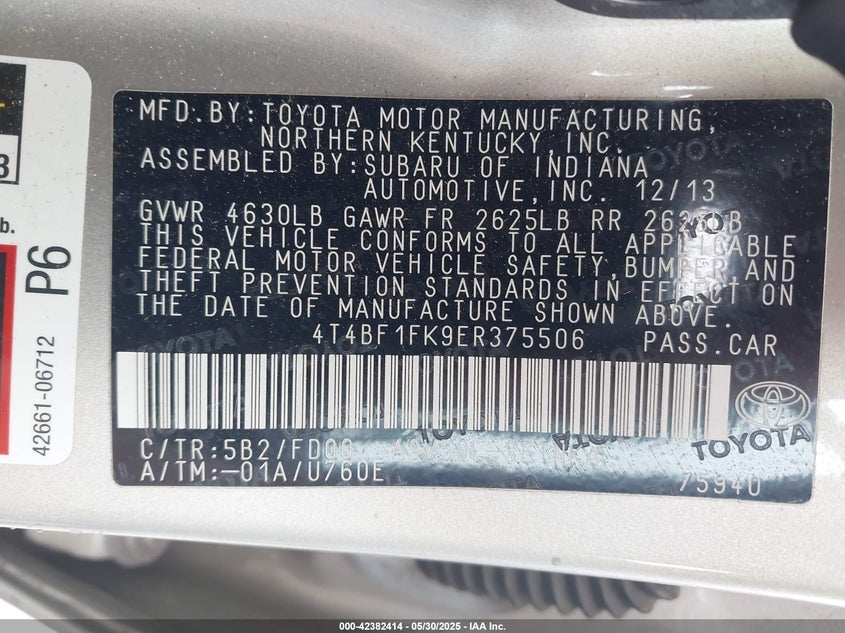 3
b.
P6
42661-06712
MFD.BY:TOYOTA MOTOR MANUFACTURING,
NORTHERN KENTUCKY,INC.
ASSEMBLED BY:SUBARU OF INDIANA
AUTOMOTIVE,INC. 12/13
GVWR 4630LB GAWR FR 2625LB RR
THIS VEHICLE CONFORMS TO ALL APPLICABLE
FEDERAL MOTOR VEHICLE SAFETY,BUMPER AND
THEFT PREVENTION STANDARDS IN EFFECT ON
THE DATE OF MANUFACTURE SHOWN ABOVE.
4T4BF1FK9ER375506 PASS.CAR
TOYOTA
C/TR:5B2/FD00
A/TM:-01A/U760E
75940
000-42382414 • 05/30/2025 - IAA Inc.